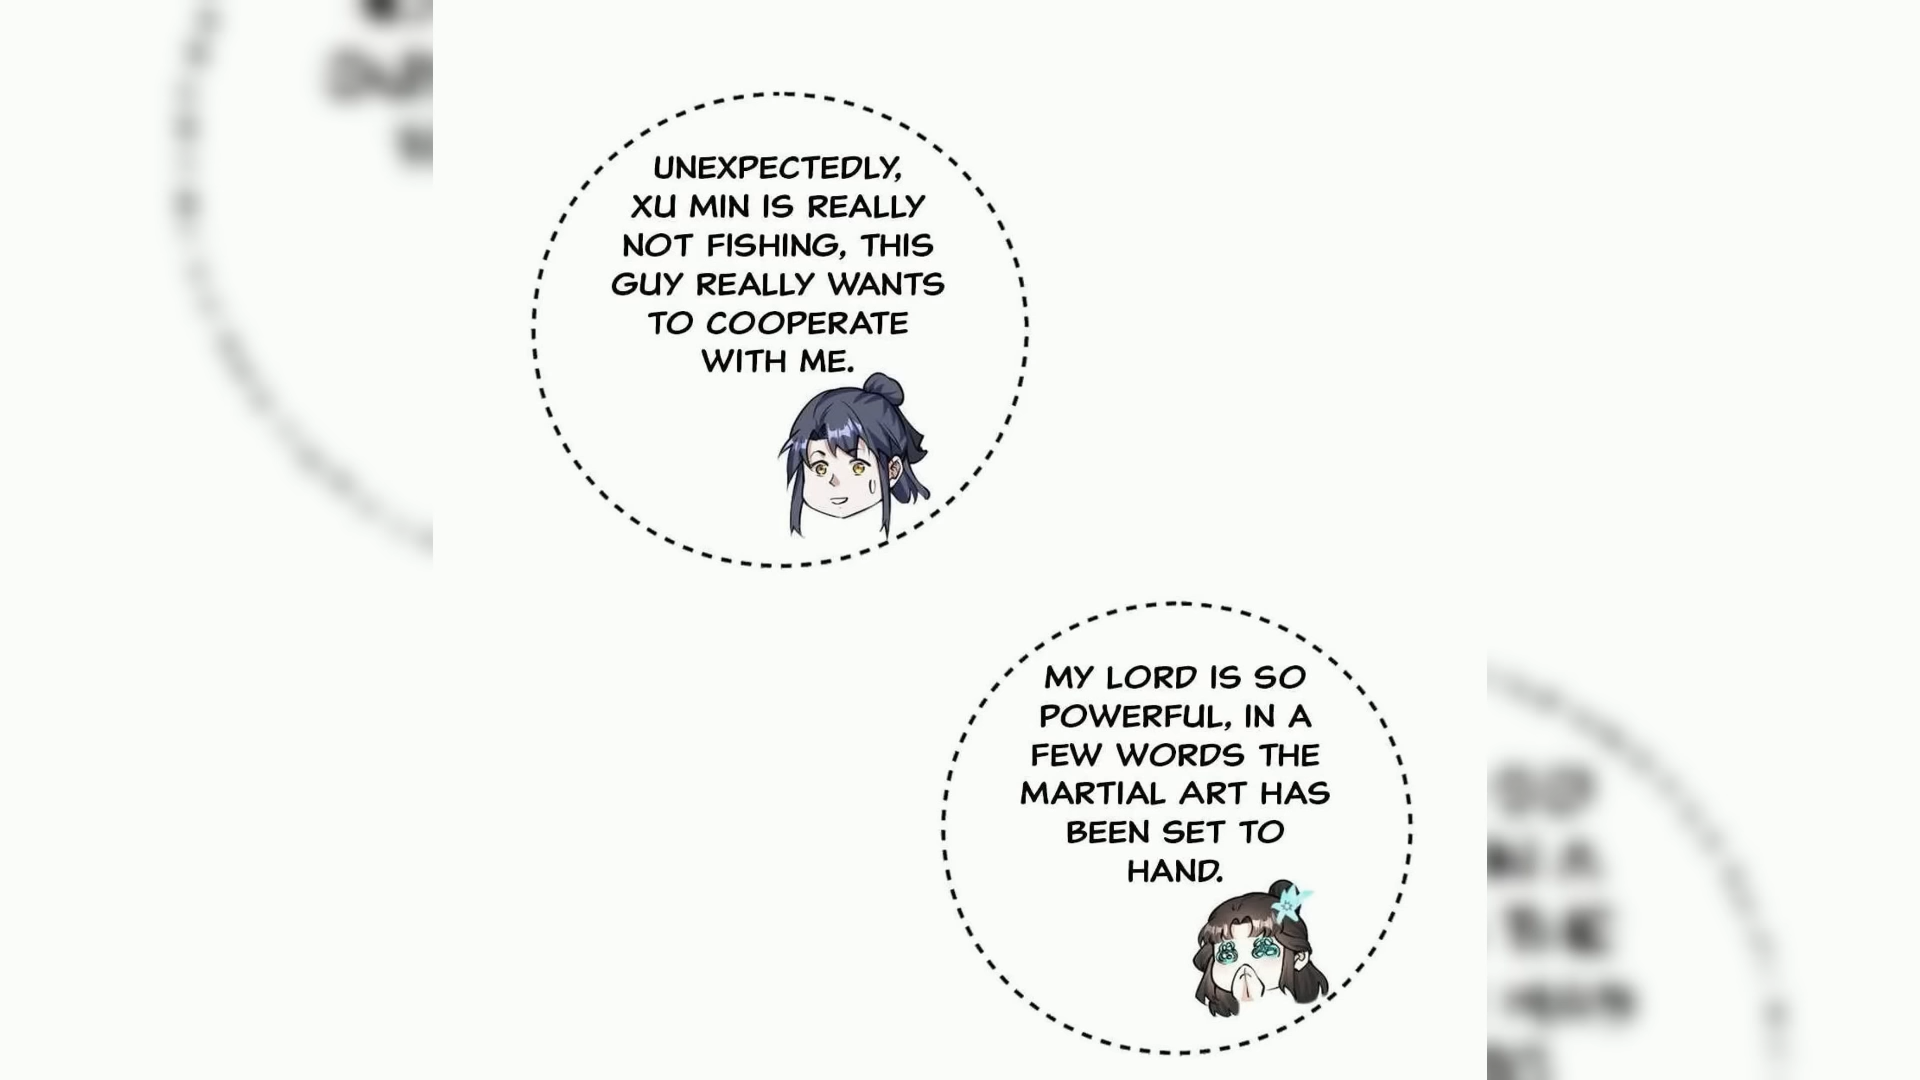 UNEXPECTEDLY,
XU MIN IS REALLY
NOT FISHING, THIS
GUY REALLY WANTS
TO COOPERATE
WITH ME.
MY LORD IS SO
POWERFUL, IN A
FEW WORDS THE
MARTIAL ART HAS
BEEN SET TO
HAND.